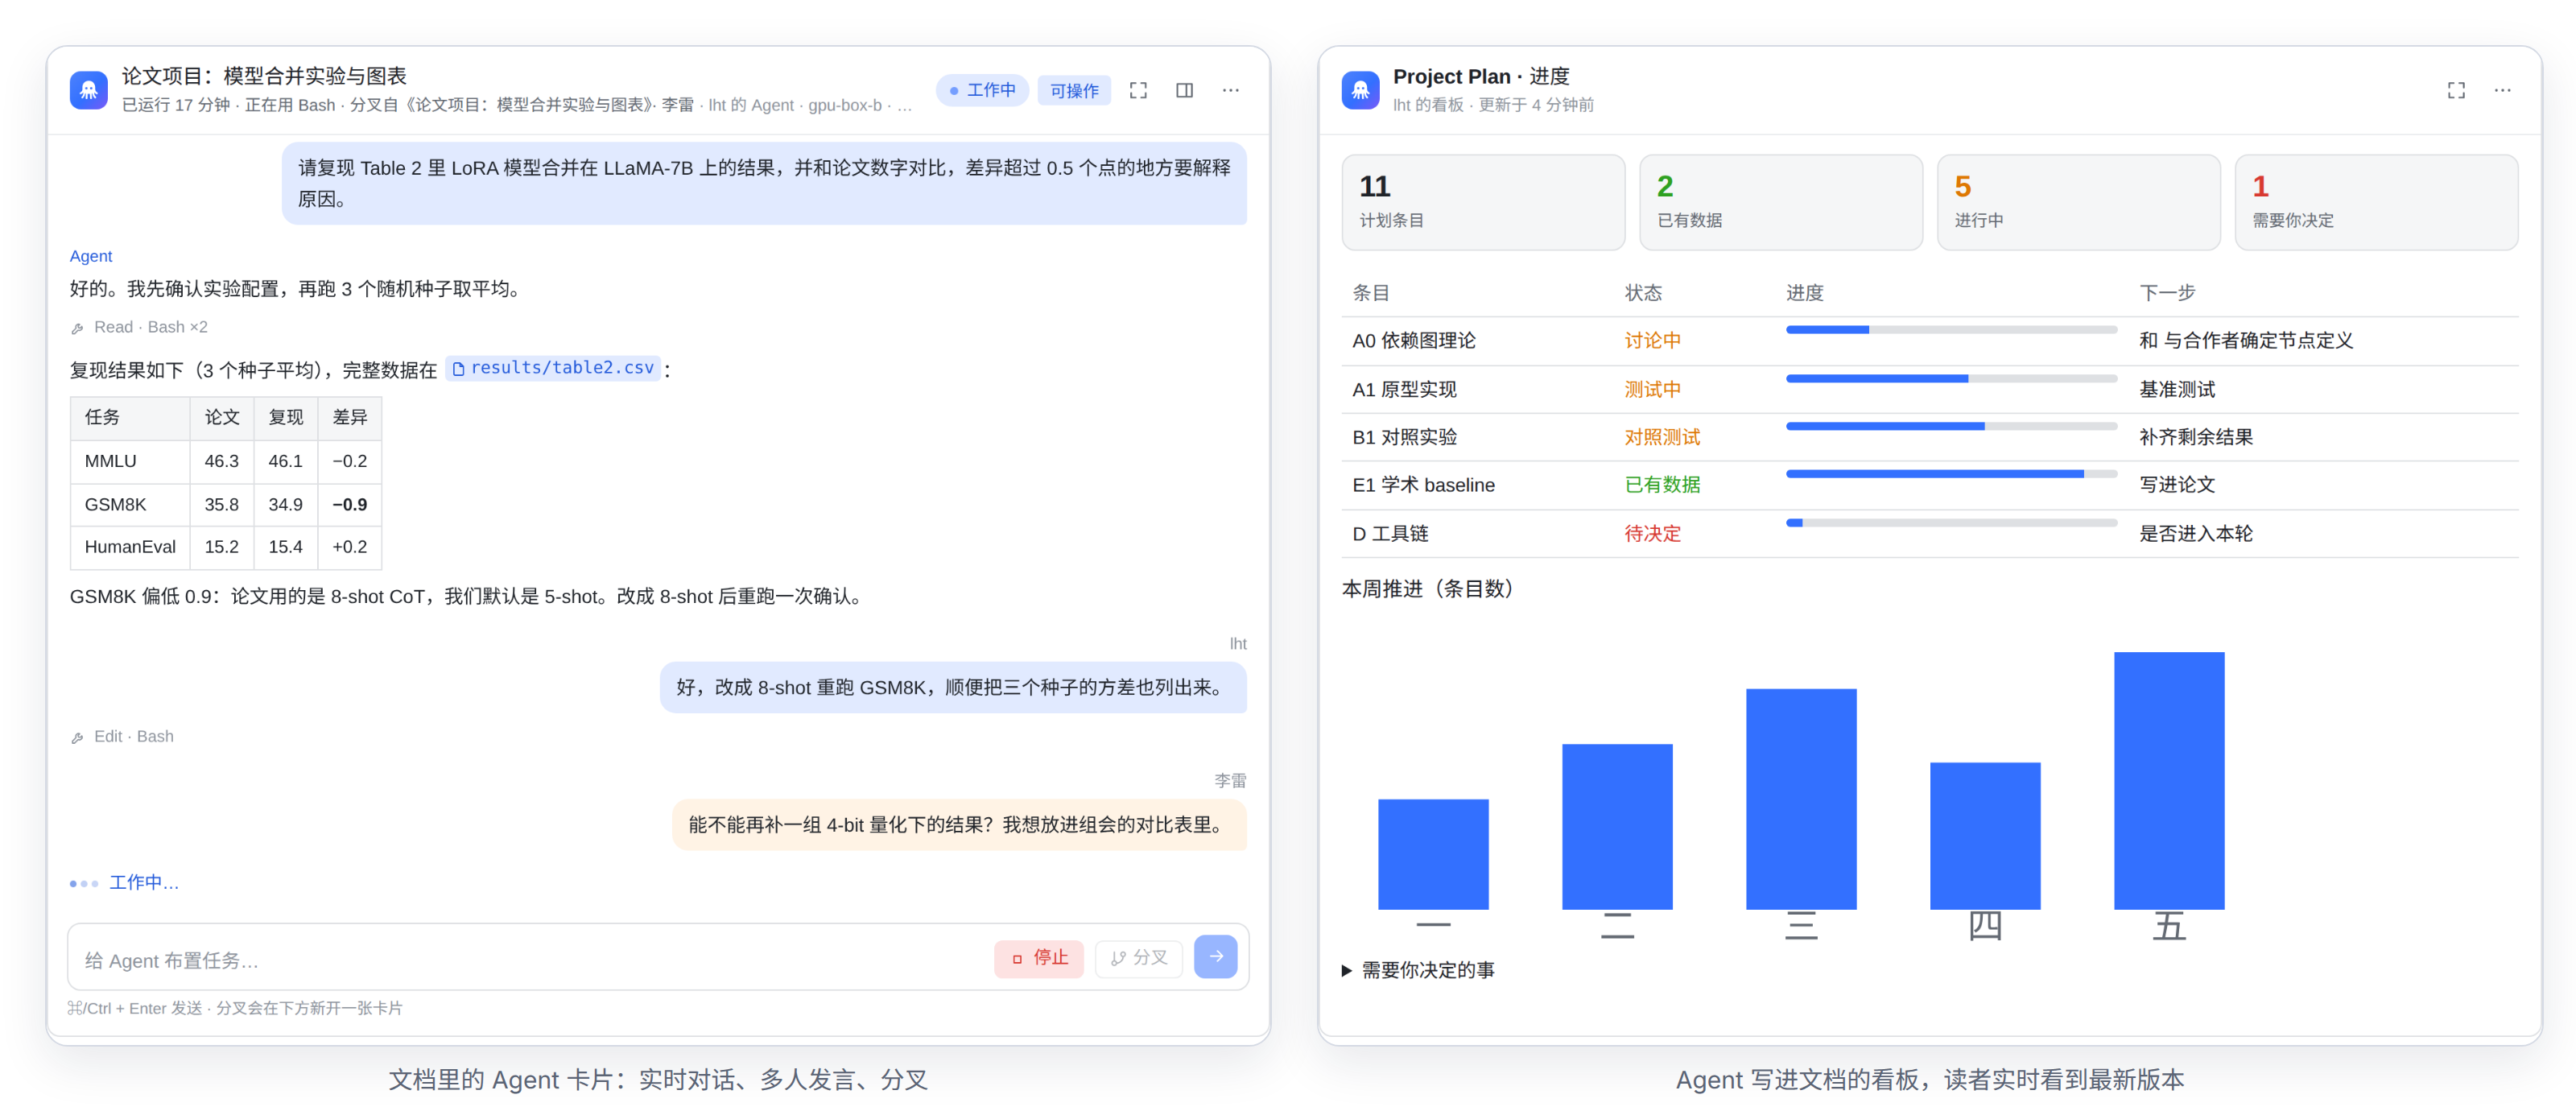 论文项目：模型合并实验与图表
已运行 17 分钟 · 正在用 Bash · 分叉自《论文项目：模型合并实验与图表》· 李雷 · lht 的 Agent · gpu-box-b · …
工作中
可操作
请复现 Table 2 里 LoRA 模型合并在 LLaMA-7B 上的结果，并和论文数字对比，差异超过 0.5 个点的地方要解释
原因。
Agent
好的。我先确认实验配置，再跑 3 个随机种子取平均。
Read · Bash ×2
复现结果如下（3 个种子平均），完整数据在 results/table2.csv：
任务 论文 复现 差异
MMLU 46.3 46.1 −0.2
GSM8K 35.8 34.9 −0.9
HumanEval 15.2 15.4 +0.2
GSM8K 偏低 0.9：论文用的是 8-shot CoT，我们默认是 5-shot。改成 8-shot 后重跑一次确认。
lht
好，改成 8-shot 重跑 GSM8K，顺便把三个种子的方差也列出来。
Edit · Bash
李雷
能不能再补一组 4-bit 量化下的结果？我想放进组会的对比表里。
工作中…
给 Agent 布置任务…
停止
分叉
⌘/Ctrl + Enter 发送 · 分叉会在下方新开一张卡片
文档里的 Agent 卡片：实时对话、多人发言、分叉
Project Plan · 进度
lht 的看板 · 更新于 4 分钟前
11
计划条目
2
已有数据
5
进行中
1
需要你决定
条目 状态 进度 下一步
A0 依赖图理论 讨论中 和 与合作者确定节点定义
A1 原型实现 测试中 基准测试
B1 对照实验 对照测试 补齐剩余结果
E1 学术 baseline 已有数据 写进论文
D 工具链 待决定 是否进入本轮
本周推进（条目数）
一 二 三 四 五
需要你决定的事
Agent 写进文档的看板，读者实时看到最新版本